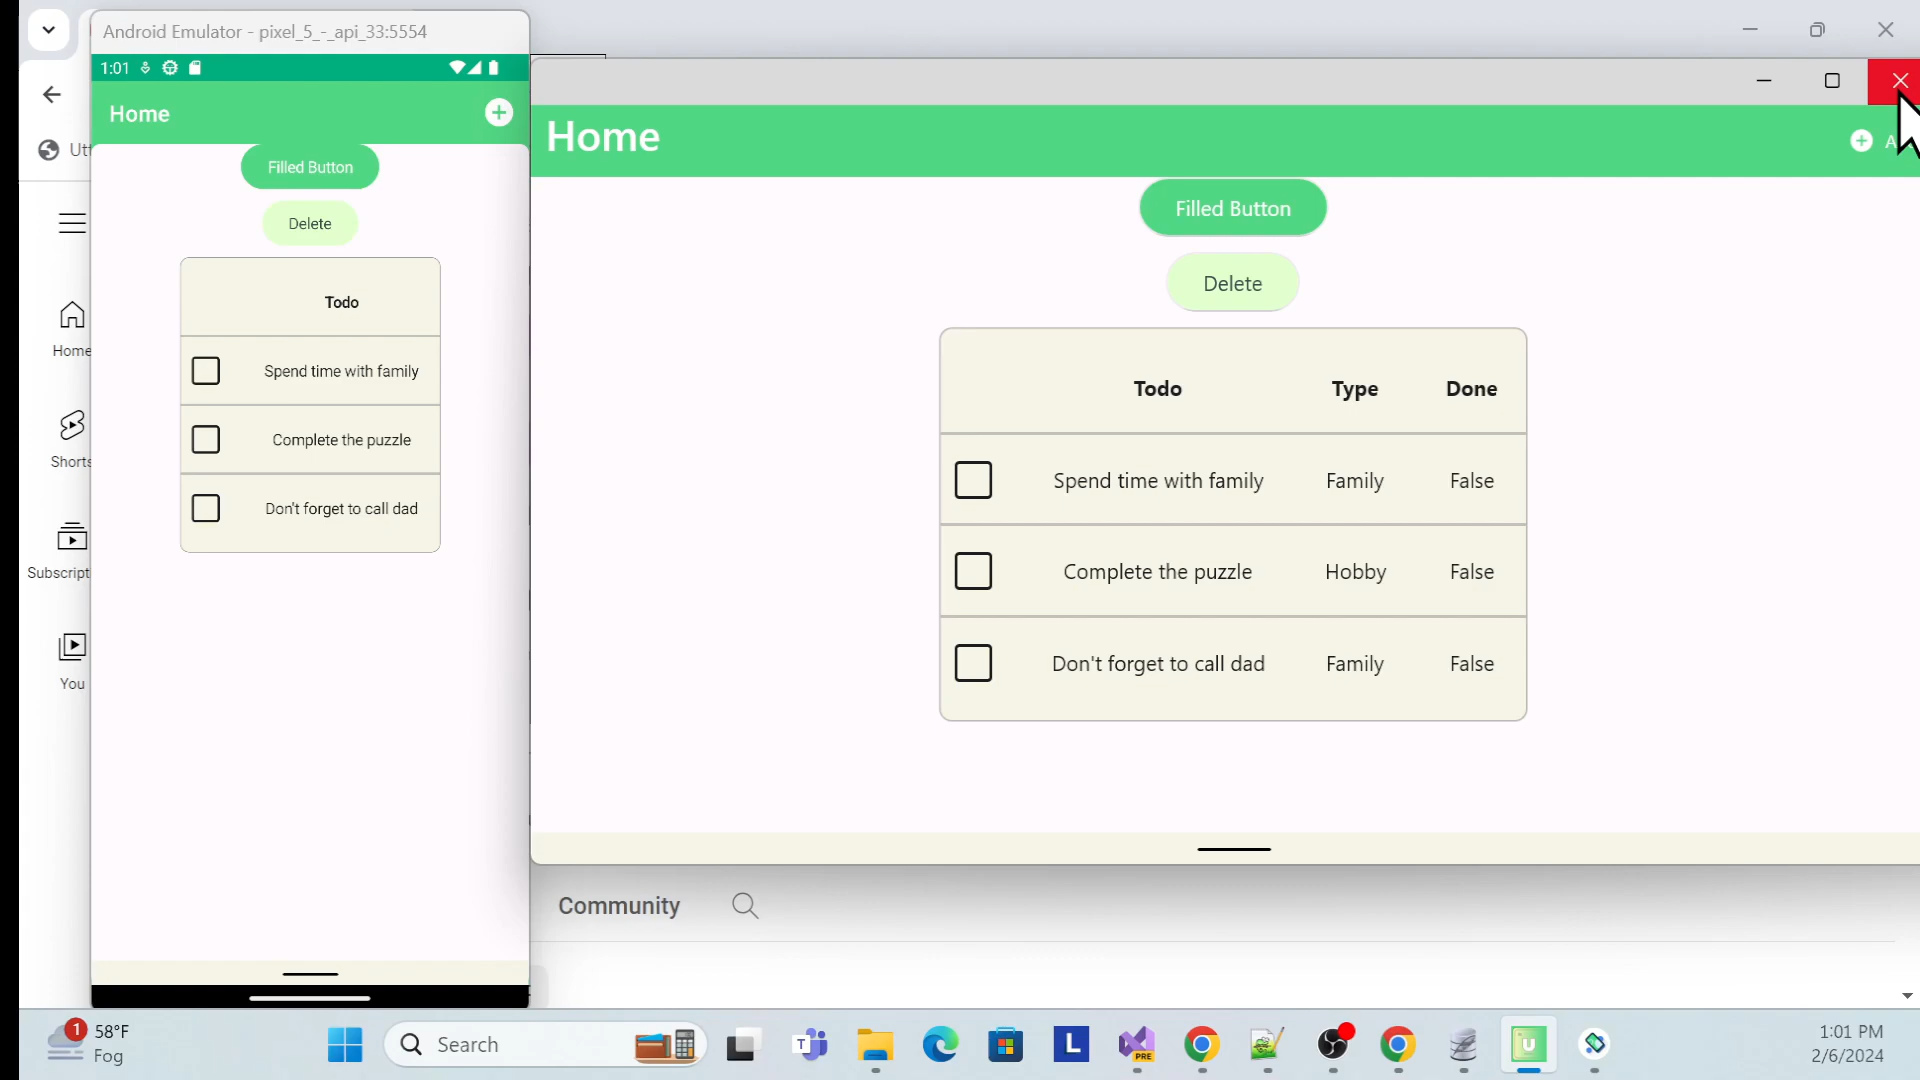 Android Emulator - pixel_5_-_api_33:5554
1:01
Home
Filled Button
Delete
Todo
Spend time with family
Complete the puzzle
Don't forget to call dad
Home
Filled Button
Delete
Todo Type Done
Spend time with family Family False
Complete the puzzle Hobby False
Don't forget to call dad Family False
Home
Shorts
You
Community
1
58°F
Fog
Search
T
L
PRE
U
1:01 PM
2/6/2024